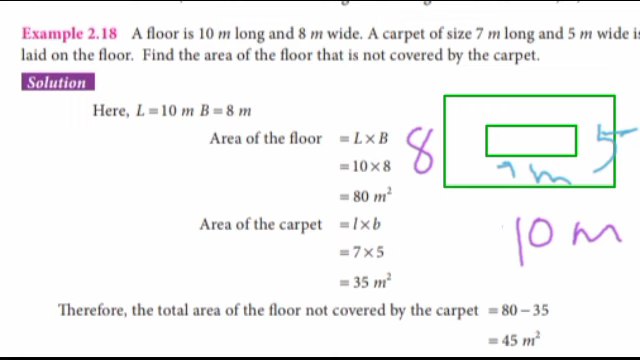 Example 2.18 A floor is 10 m long and 8 m wide. A carpet of size 7 m long and 5 m wide is
laid on the floor. Find the area of the floor that is not covered by the carpet.
Solution
Here, L = 10 m B = 8 m
Area of the floor = L × B
= 10 × 8
= 80 m²
Area of the carpet = l × b
= 7 × 5
= 35 m²
Therefore, the total area of the floor not covered by the carpet = 80 – 35
= 45 m²
8
5
7 m
10 m